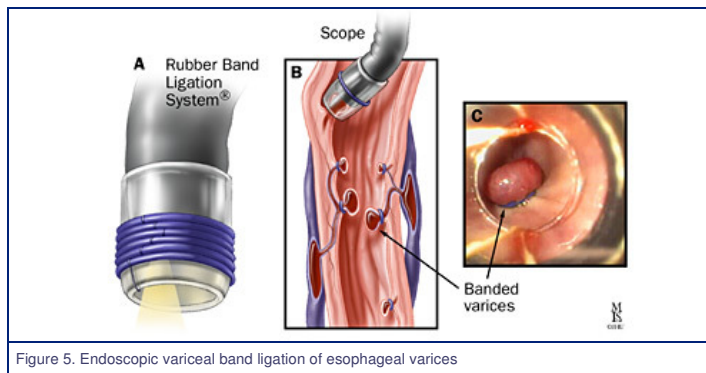 Scope
A Rubber Band
Ligation
System®
B
C
Banded
varices
Figure 5. Endoscopic variceal band ligation of esophageal varices